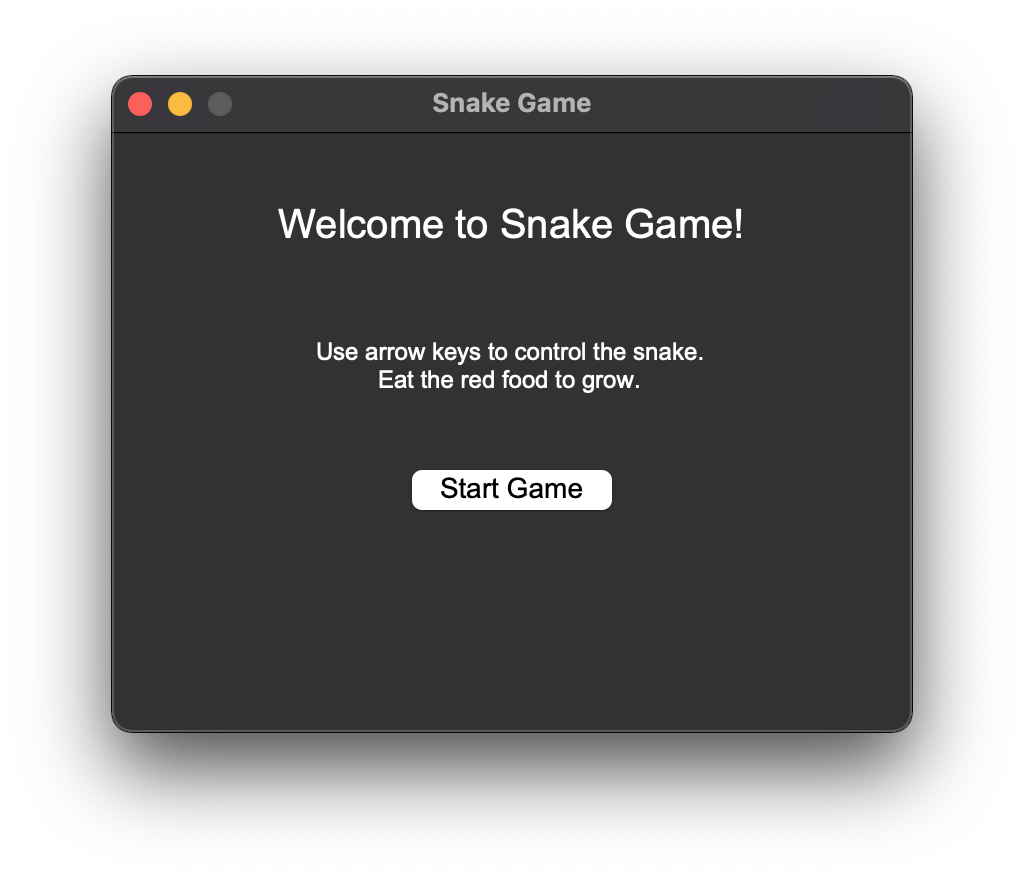 Snake Game
Welcome to Snake Game!
Use arrow keys to control the snake.
Eat the red food to grow.
Start Game